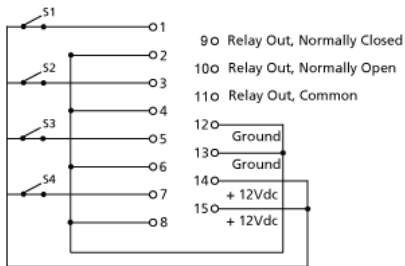 S1
1
2
S2
3
4
S3
5
6
S4
7
8
9 Relay Out, Normally Closed
10 Relay Out, Normally Open
11 Relay Out, Common
12
Ground
13
Ground
14
+ 12Vdc
15
+ 12Vdc